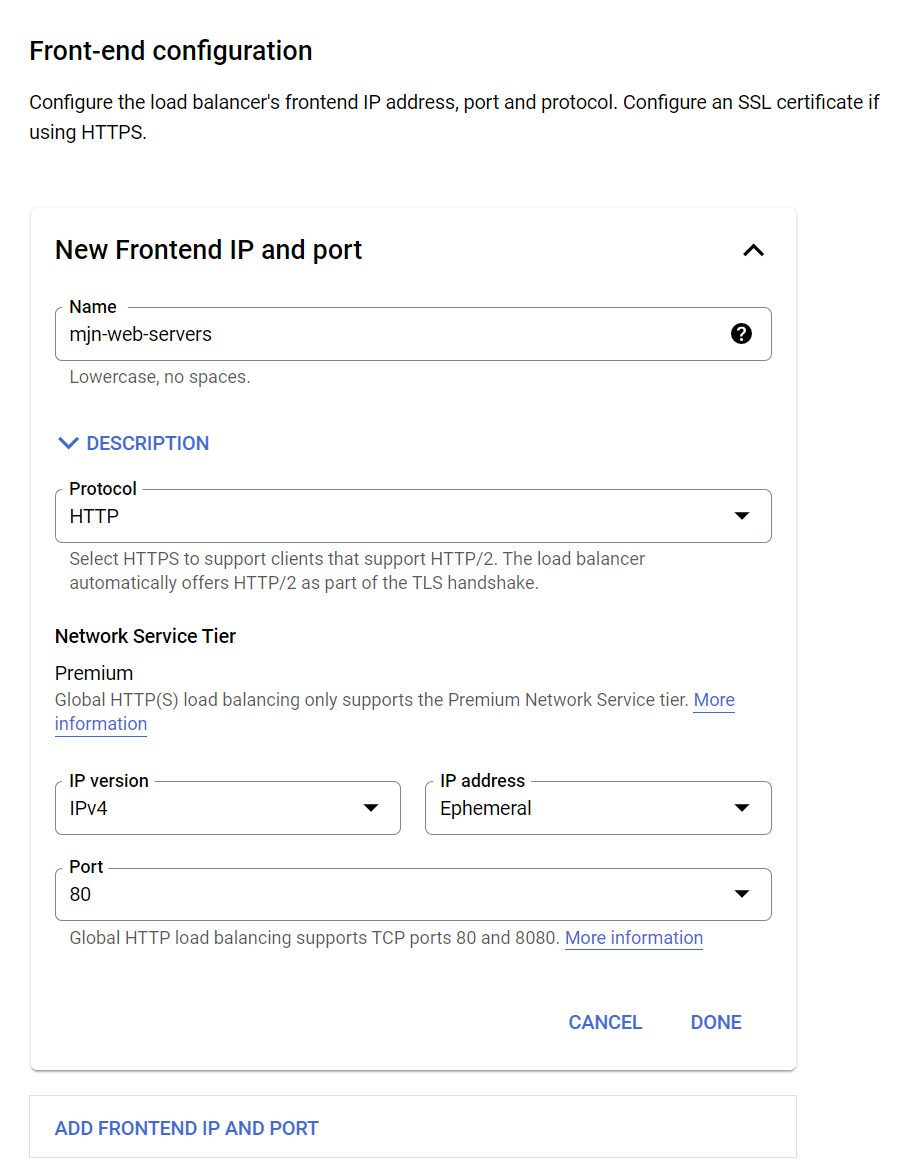 Front-end configuration
Configure the load balancer's frontend IP address, port and protocol. Configure an SSL certificate if
using HTTPS.
New Frontend IP and port
Name
mjn-web-servers
Lowercase, no spaces.
DESCRIPTION
Protocol
HTTP
Select HTTPS to support clients that support HTTP/2. The load balancer
automatically offers HTTP/2 as part of the TLS handshake.
Network Service Tier
Premium
Global HTTP(S) load balancing only supports the Premium Network Service tier. More
information
IP version
IPv4
IP address
Ephemeral
Port
80
Global HTTP load balancing supports TCP ports 80 and 8080. More information
CANCEL DONE
ADD FRONTEND IP AND PORT